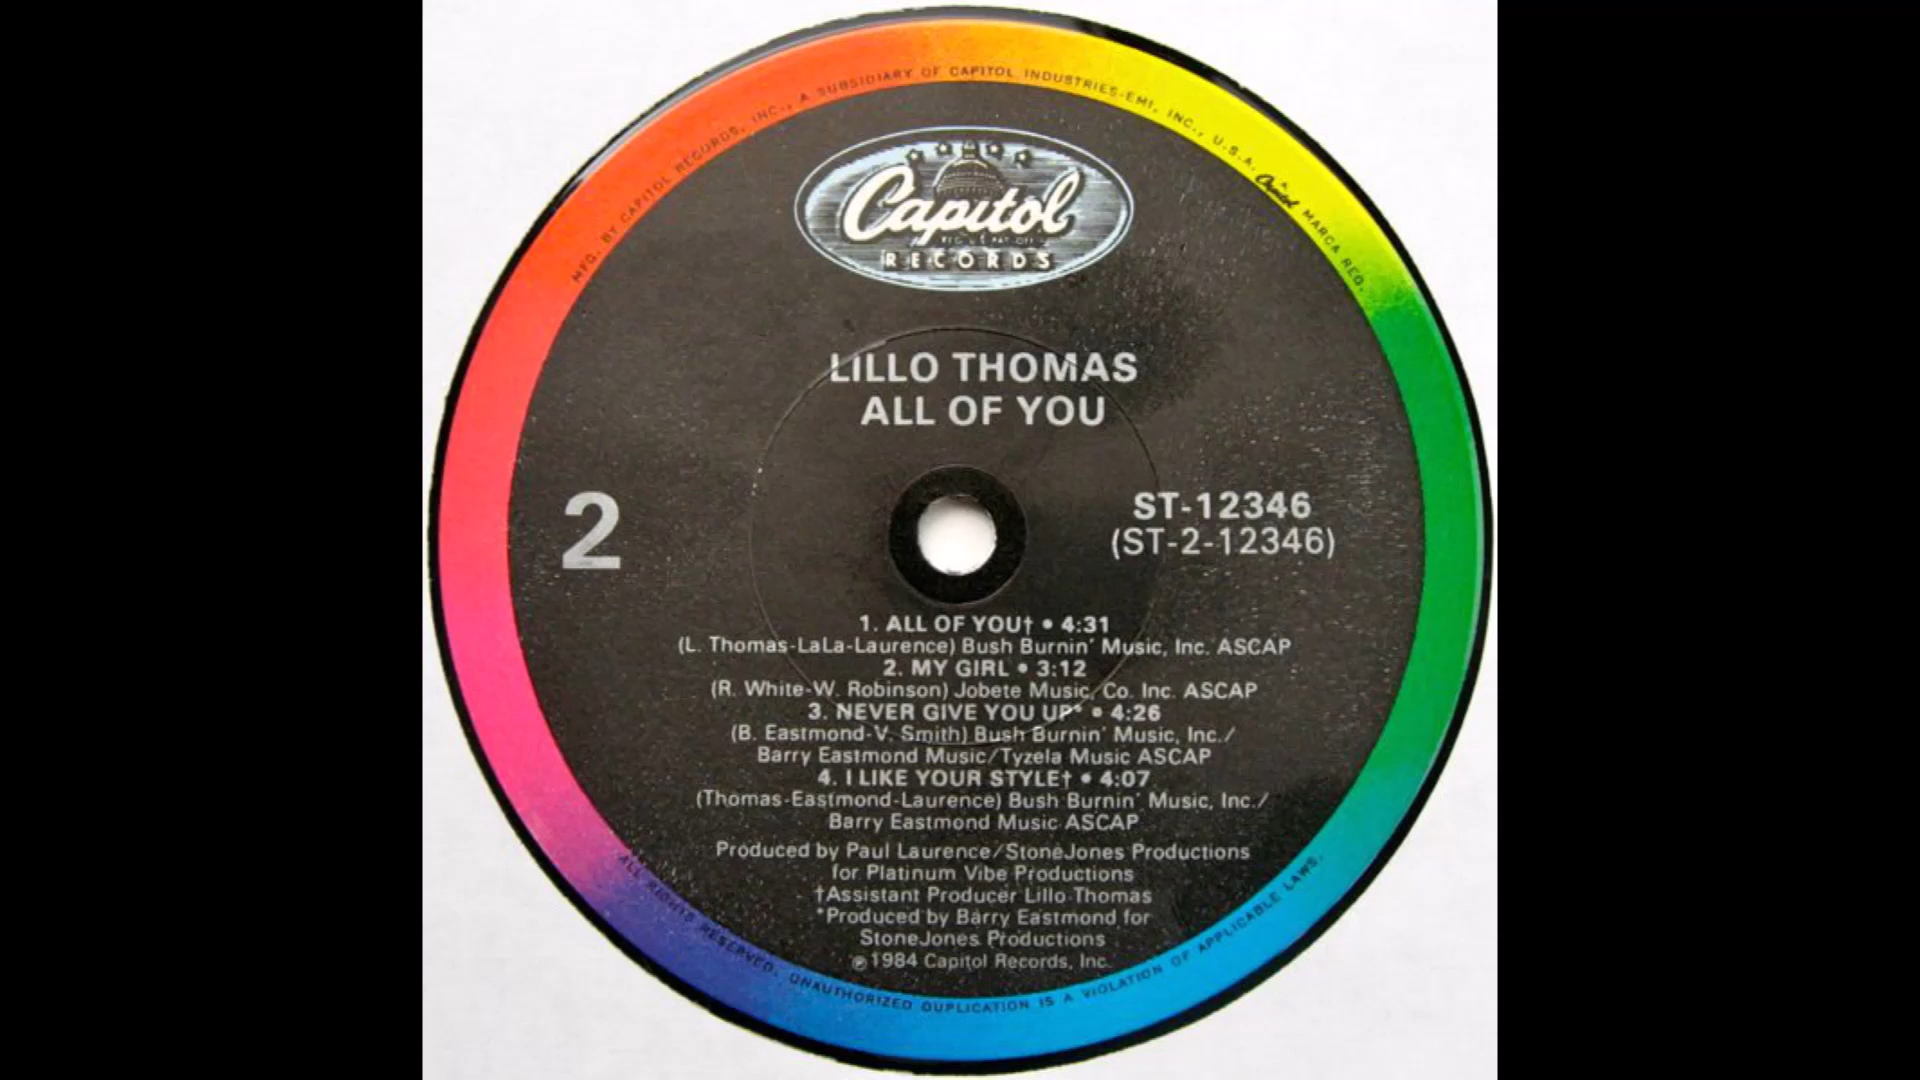 MFG. BY CAPITOL RECORDS, INC., A SUBSIDIARY OF CAPITOL INDUSTRIES-EMI, INC., U.S.A. Capitol MARCA REG.
Capitol
RECORDS
LILLO THOMAS
ALL OF YOU
2
ST-12346
(ST-2-12346)
1. ALL OF YOU† • 4:31
(L. Thomas-LaLa-Laurence) Bush Burnin' Music, Inc. ASCAP
2. MY GIRL • 3:12
(R. White-W. Robinson) Jobete Music, Co. Inc. ASCAP
3. NEVER GIVE YOU UP* • 4:26
(B. Eastmond-V. Smith) Bush Burnin' Music, Inc./
Barry Eastmond Music/Tyzela Music ASCAP
4. I LIKE YOUR STYLE† • 4:07
(Thomas-Eastmond-Laurence) Bush Burnin' Music, Inc./
Barry Eastmond Music ASCAP
Produced by Paul Laurence/StoneJones Productions
for Platinum Vibe Productions
†Assistant Producer Lillo Thomas
*Produced by Barry Eastmond for
StoneJones Productions
℗1984 Capitol Records, Inc.
ALL RIGHTS RESERVED. UNAUTHORIZED DUPLICATION IS A VIOLATION OF APPLICABLE LAWS.